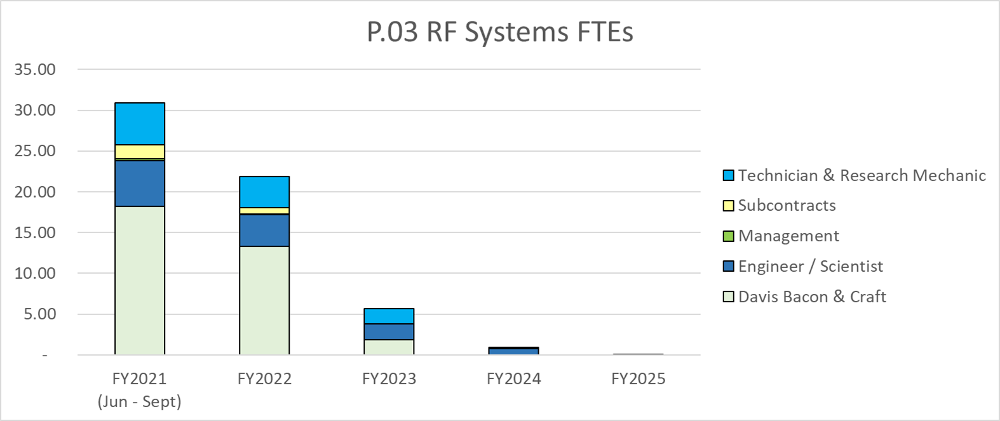 P.03 RF Systems FTEs
35.00
30.00
25.00
20.00
15.00
10.00
5.00
-
FY2021
(Jun - Sept)
FY2022
FY2023
FY2024
FY2025
Technician & Research Mechanic
Subcontracts
Management
Engineer / Scientist
Davis Bacon & Craft